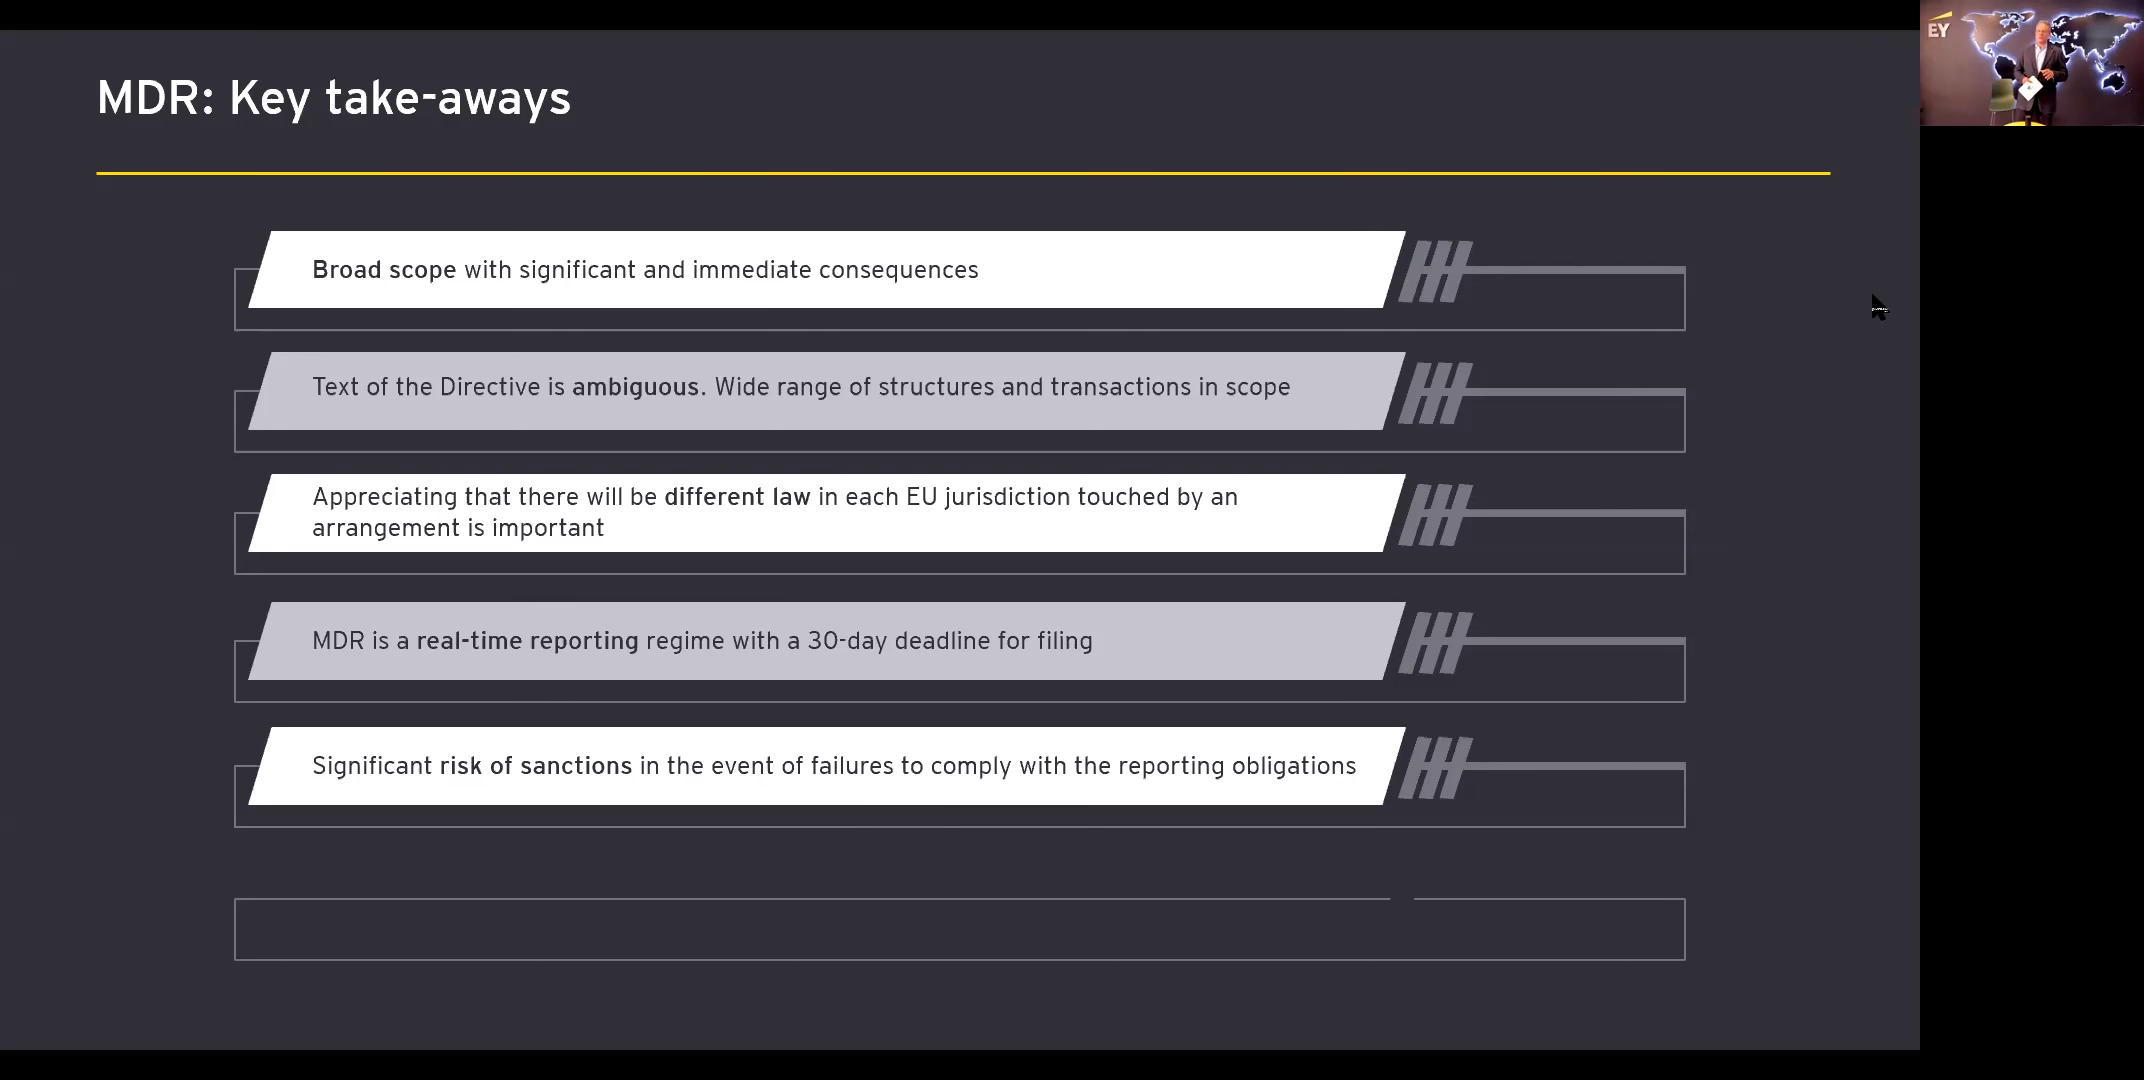 MDR: Key take-aways
EY
Broad scope with significant and immediate consequences
Text of the Directive is ambiguous. Wide range of structures and transactions in scope
Appreciating that there will be different law in each EU jurisdiction touched by an
arrangement is important
MDR is a real-time reporting regime with a 30-day deadline for filing
Significant risk of sanctions in the event of failures to comply with the reporting obligations